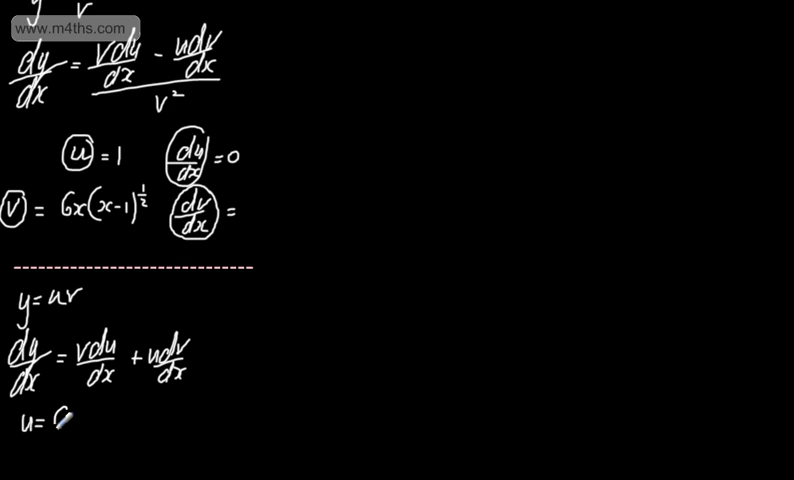 y v
www.m4ths.com
dy/dx = (v du/dx - u dv/dx) / v²
u = 1 du/dx = 0
v = 6x(x-1)^½ dv/dx =
y = uv
dy/dx = v du/dx + u dv/dx
u =